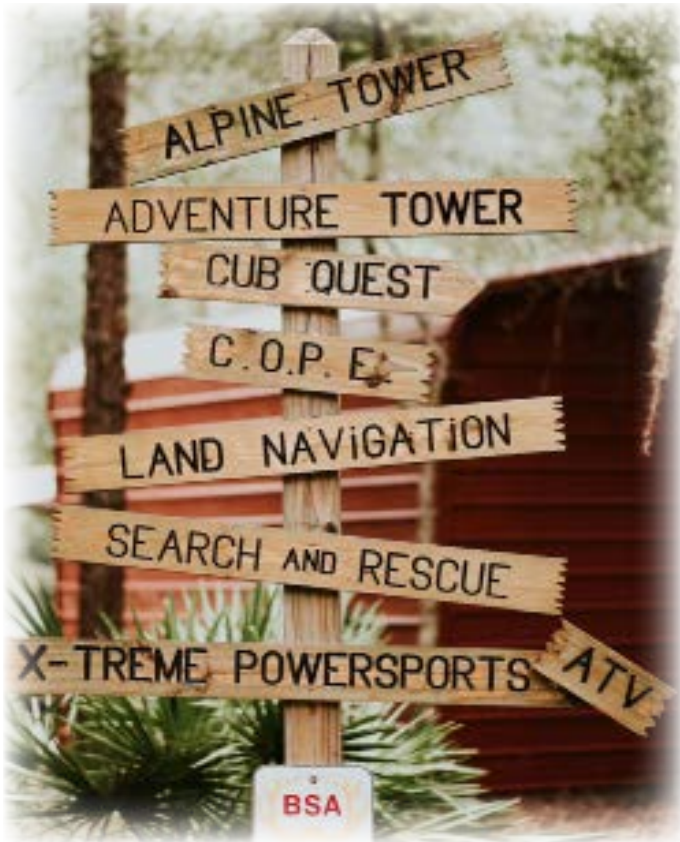 ALPINE TOWER
ADVENTURE TOWER
CUB QUEST
C.O.P.E.
LAND NAViGATiON
SEARCH AND RESCUE
X-TREME POWERSPORTS
ATV
BSA